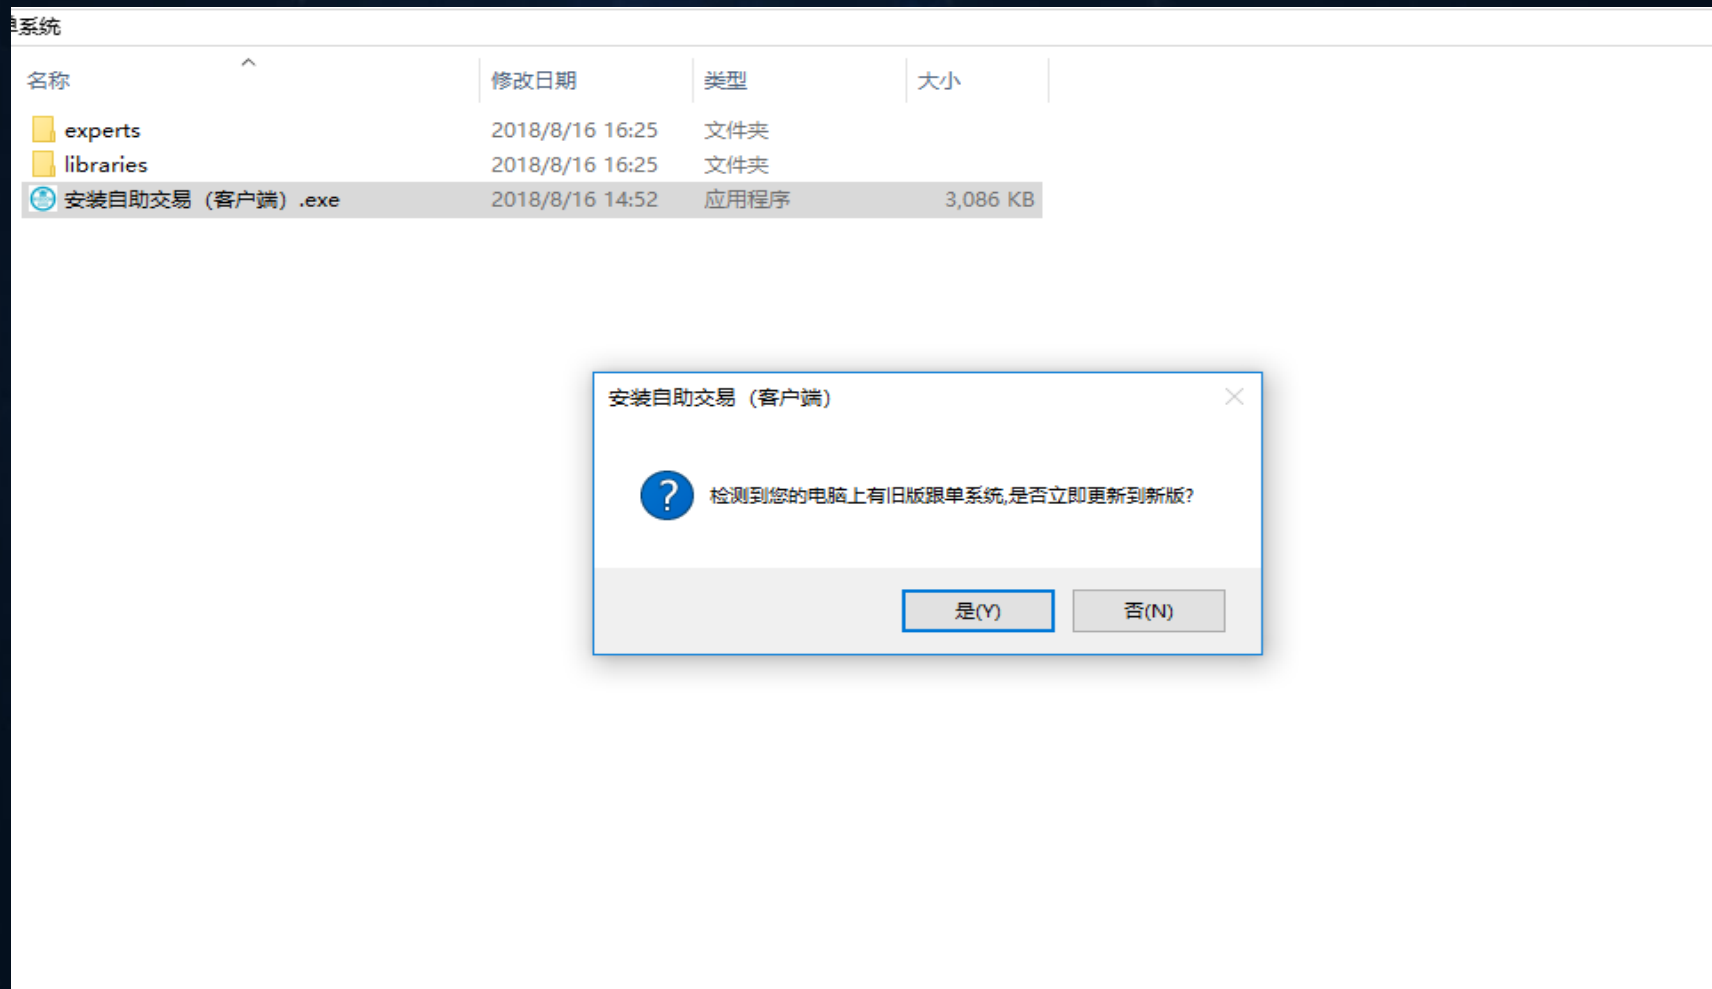 单系统
名称 修改日期 类型 大小
experts 2018/8/16 16:25 文件夹
libraries 2018/8/16 16:25 文件夹
安装自助交易（客户端）.exe 2018/8/16 14:52 应用程序 3,086 KB
安装自助交易（客户端）
检测到您的电脑上有旧版跟单系统,是否立即更新到新版?
是(Y) 否(N)